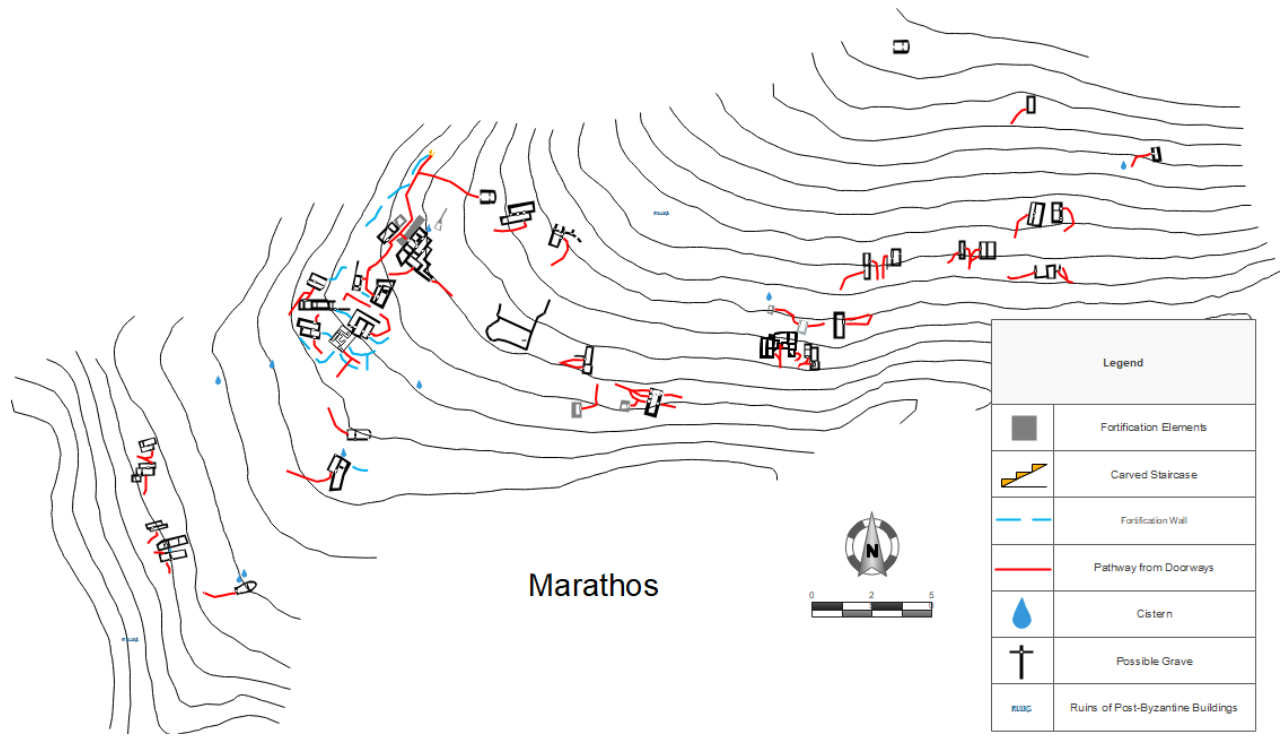 Legend
Fortification Elements
Carved Staircase
Fortification Wall
Pathway from Doorways
Cistern
Possible Grave
Ruins of Post-Byzantine Buildings
N
Marathos
0 2 5
0